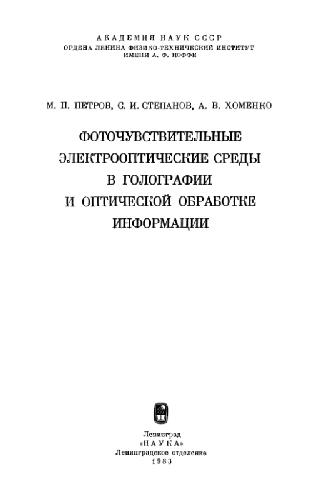 АКАДЕМИЯ НАУК СССР
ОРДЕНА ЛЕНИНА ФИЗИКО-ТЕХНИЧЕСКИЙ ИНСТИТУТ
ИМЕНИ А. Ф. ИОФФЕ
М. П. ПЕТРОВ, С. И. СТЕПАНОВ, А. В. ХОМЕНКО
ФОТОЧУВСТВИТЕЛЬНЫЕ
ЭЛЕКТРООПТИЧЕСКИЕ СРЕДЫ
В ГОЛОГРАФИИ
И ОПТИЧЕСКОЙ ОБРАБОТКЕ
ИНФОРМАЦИИ
Ленинград
«НАУКА»
Ленинградское отделение
1983